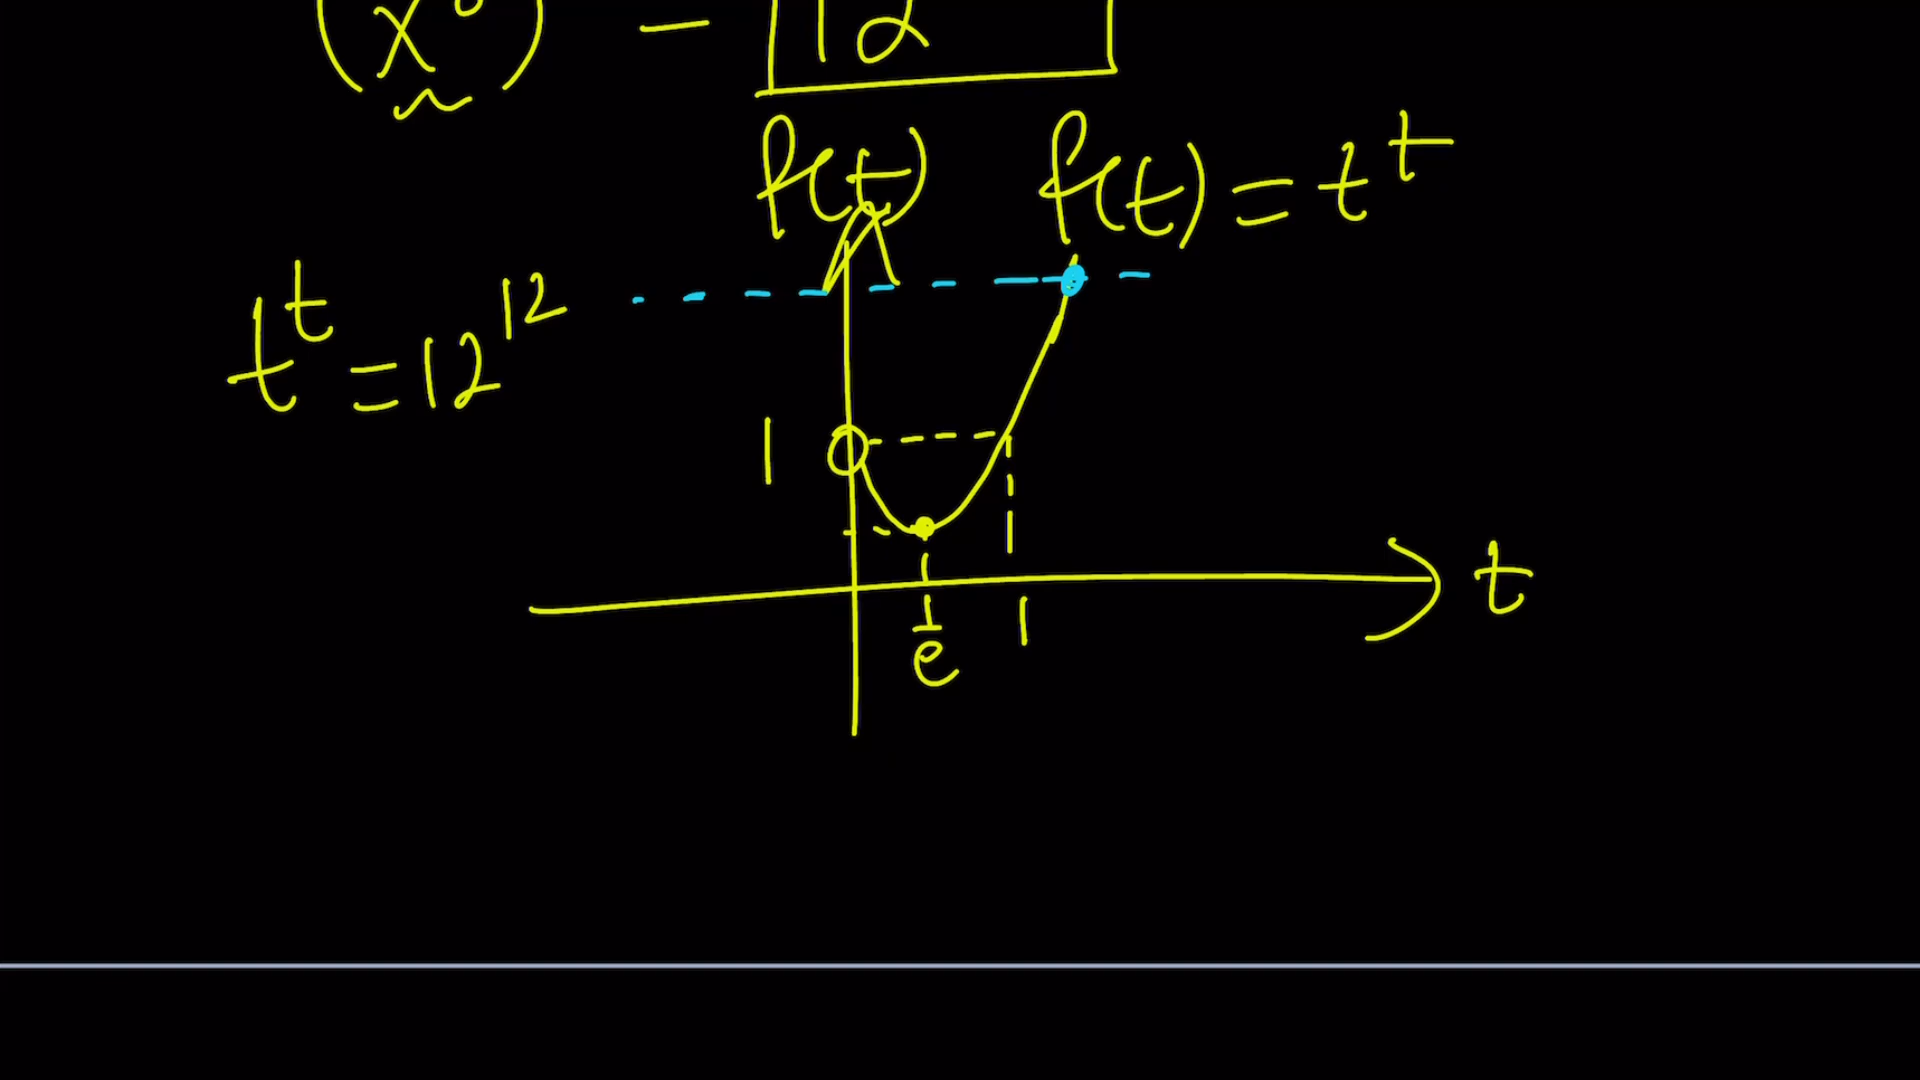 (x⁶) = 12
f(t) f(t) = t^t
t^t = 12^12
1
1/e 1 t